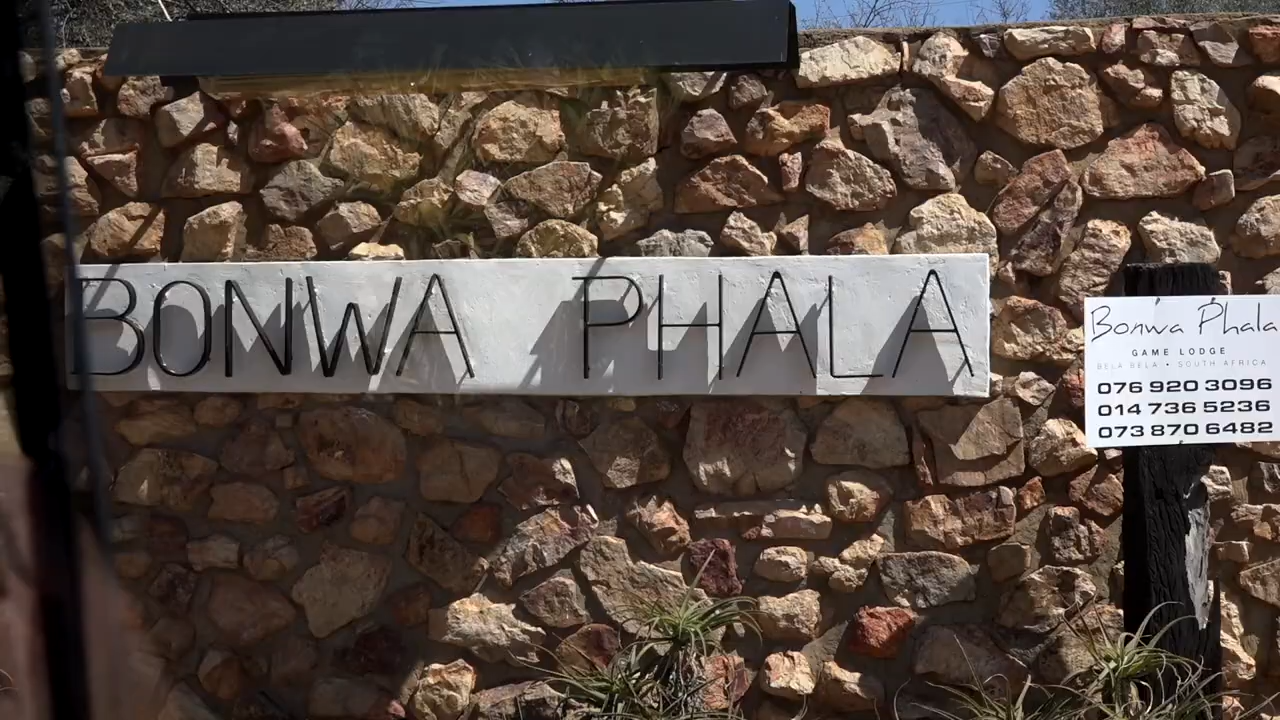 BONWA PHALA
Bonwa Phala
GAME LODGE
BELA BELA • SOUTH AFRICA
076 920 3096
014 736 5236
073 870 6482